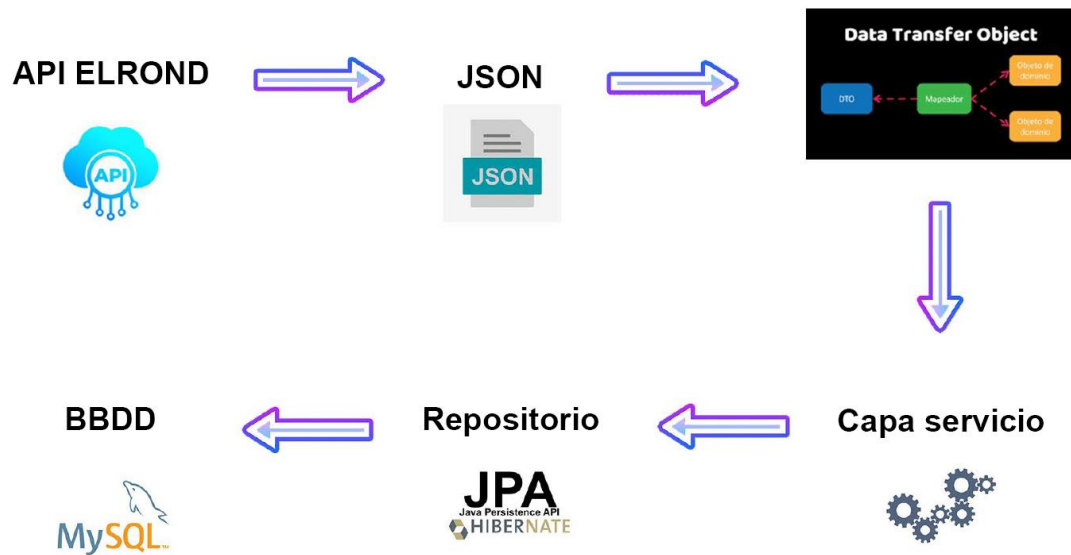 API ELROND
API
JSON
JSON
Data Transfer Object
DTO
Mapeador
Objeto de
dominio
Objeto de
dominio
BBDD
MySQL
Repositorio
JPA
Java Persistence API
HIBERNATE
Capa servicio